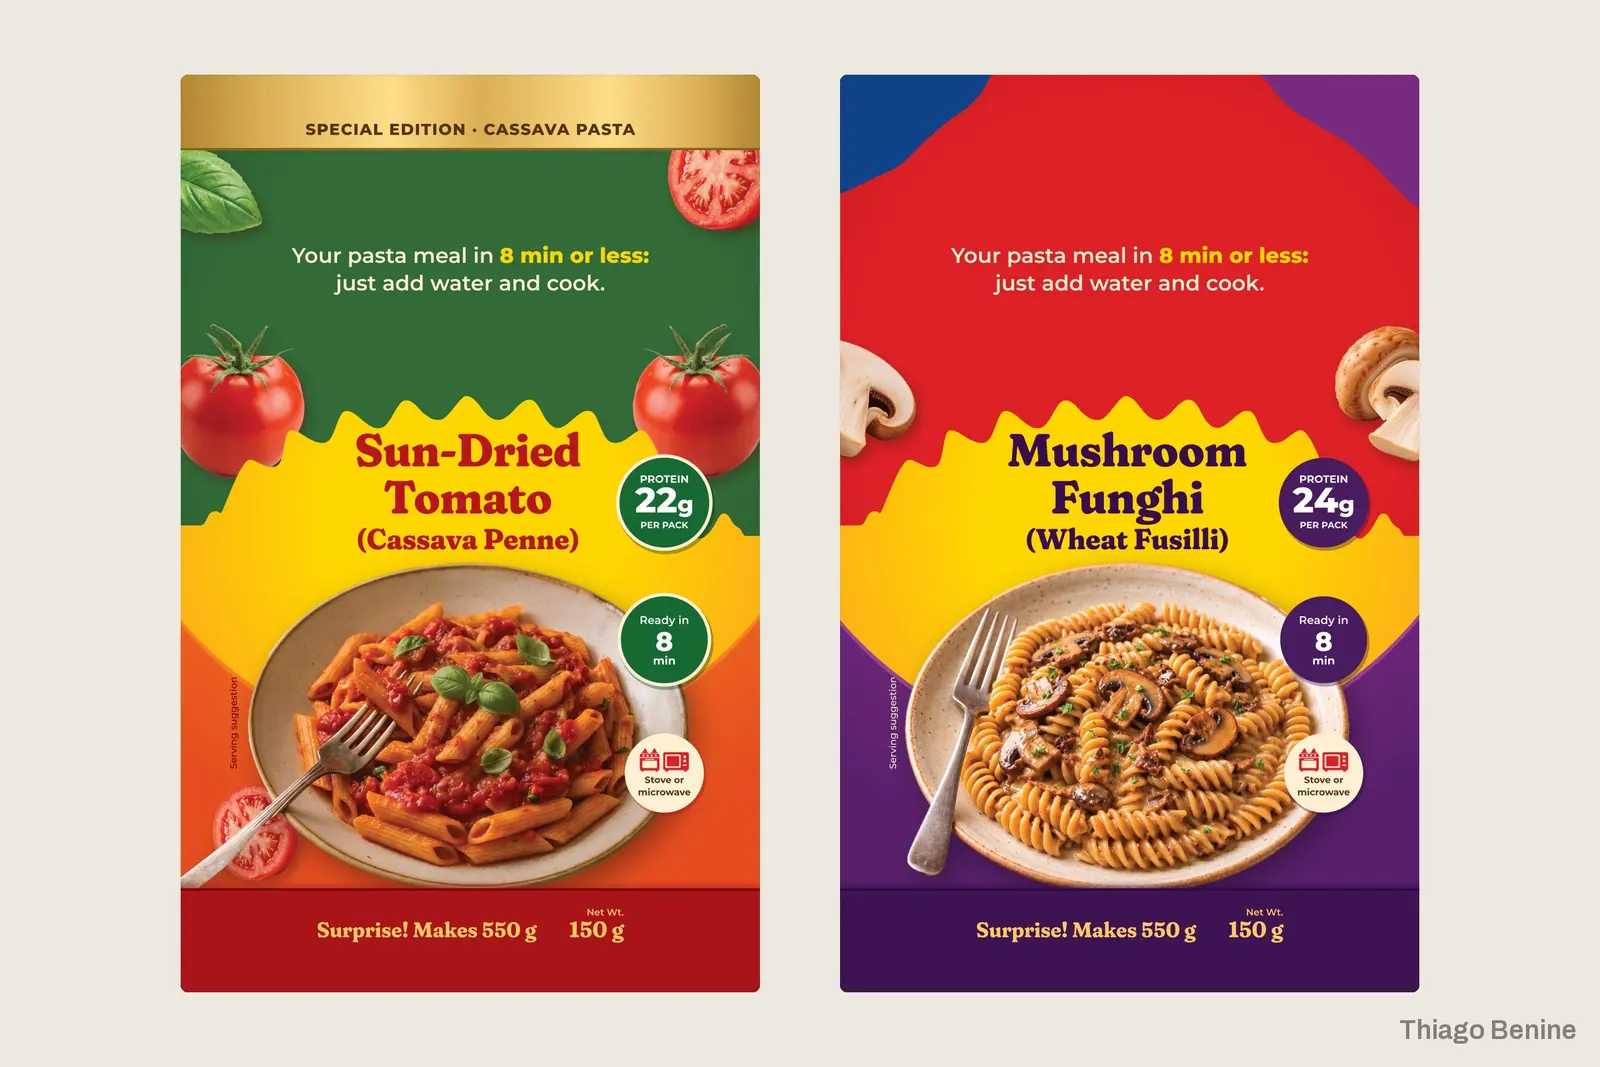 SPECIAL EDITION · CASSAVA PASTA
Your pasta meal in 8 min or less:
just add water and cook.
Sun-Dried
Tomato
(Cassava Penne)
PROTEIN
22g
PER PACK
Ready in
8
min
Serving suggestion
Stove or
microwave
Surprise! Makes 550 g
Net Wt.
150 g
Your pasta meal in 8 min or less:
just add water and cook.
Mushroom
Funghi
(Wheat Fusilli)
PROTEIN
24g
PER PACK
Ready in
8
min
Serving suggestion
Stove or
microwave
Surprise! Makes 550 g
Net Wt.
150 g
Thiago Benine